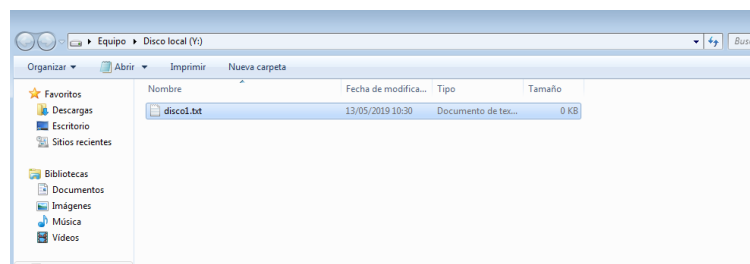 Equipo Disco local (Y:) Bus
Organizar Abrir Imprimir Nueva carpeta
Nombre Fecha de modifica... Tipo Tamaño
Favoritos
Descargas
Escritorio
Sitios recientes
disco1.txt 13/05/2019 10:30 Documento de tex... 0 KB
Bibliotecas
Documentos
Imágenes
Música
Vídeos